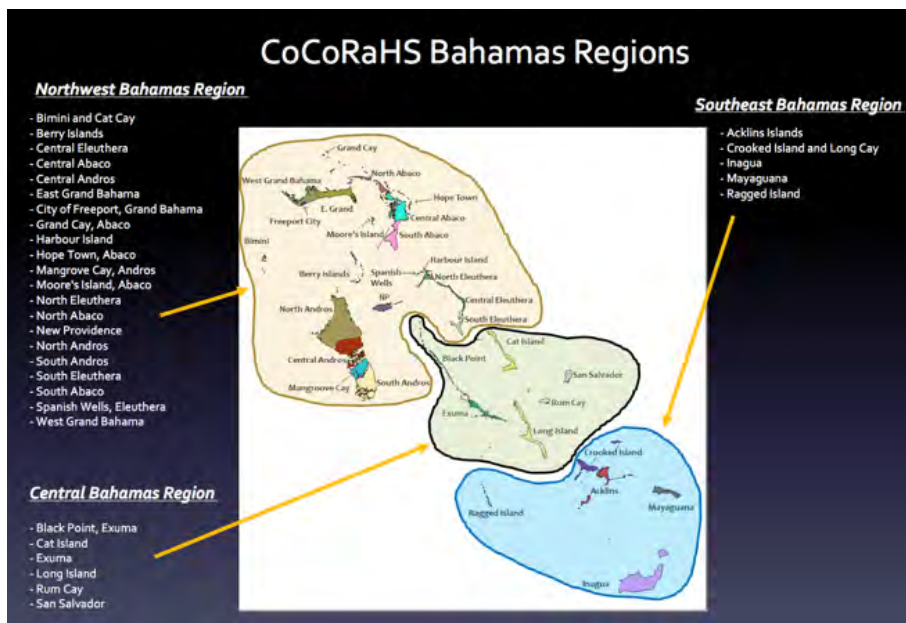 CoCoRaHS Bahamas Regions
Northwest Bahamas Region
- Bimini and Cat Cay
- Berry Islands
- Central Eleuthera
- Central Abaco
- Central Andros
- East Grand Bahama
- City of Freeport, Grand Bahama
- Grand Cay, Abaco
- Harbour Island
- Hope Town, Abaco
- Mangrove Cay, Andros
- Moore's Island, Abaco
- North Eleuthera
- North Abaco
- New Providence
- North Andros
- South Andros
- South Eleuthera
- South Abaco
- Spanish Wells, Eleuthera
- West Grand Bahama
Central Bahamas Region
- Black Point, Exuma
- Cat Island
- Exuma
- Long Island
- Rum Cay
- San Salvador
Southeast Bahamas Region
- Acklins Islands
- Crooked Island and Long Cay
- Inagua
- Mayaguana
- Ragged Island
Grand Cay
West Grand Bahama
North Abaco
E. Grand
Hope Town
Freeport City
Central Abaco
Moore's Island
South Abaco
Bimini
Harbour Island
Berry Islands
Spanish
Wells
North Eleuthera
NP
North Andros
Central Eleuthera
South Eleuthera
Cat Island
Central Andros
Black Point
San Salvador
Mangroove Cay
South Andros
Rum Cay
Exuma
Long Island
Crooked Island
Acklins
Ragged Island
Mayaguana
Inagua